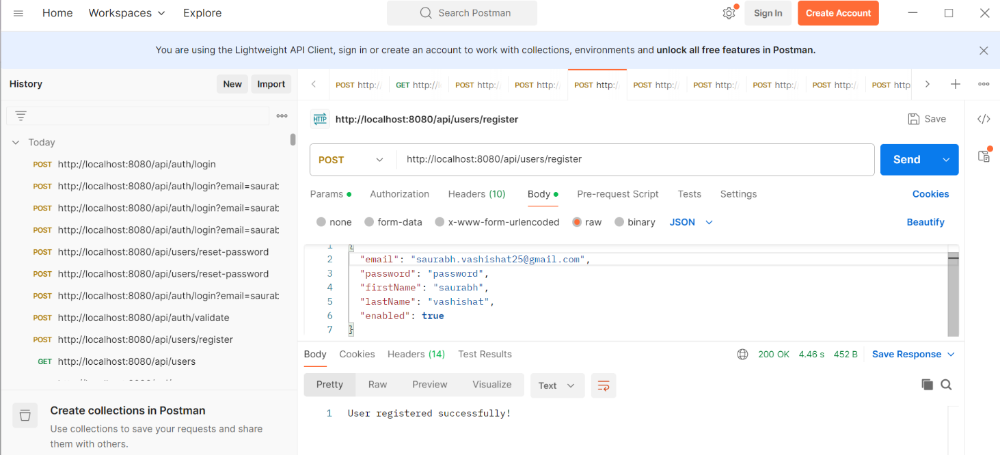 Home Workspaces Explore Search Postman Sign In Create Account
You are using the Lightweight API Client, sign in or create an account to work with collections, environments and unlock all free features in Postman.
History New Import
POST http:/ GET http:/ POST http:/ POST http:/ POST http:/ POST http:/ POST http:/ POST http:/ POST http:/ POST http
Today
POST http://localhost:8080/api/auth/login
POST http://localhost:8080/api/auth/login?email=saurab
POST http://localhost:8080/api/auth/login?email=saurab
POST http://localhost:8080/api/auth/login?email=saurab
POST http://localhost:8080/api/users/reset-password
POST http://localhost:8080/api/users/reset-password
POST http://localhost:8080/api/auth/login?email=saurab
POST http://localhost:8080/api/auth/validate
POST http://localhost:8080/api/users/register
GET http://localhost:8080/api/users
Create collections in Postman
Use collections to save your requests and share
them with others.
HTTP http://localhost:8080/api/users/register Save
POST http://localhost:8080/api/users/register Send
Params Authorization Headers (10) Body Pre-request Script Tests Settings Cookies
none form-data x-www-form-urlencoded raw binary JSON Beautify
1 {
2 "email": "saurabh.vashishat25@gmail.com",
3 "password": "password",
4 "firstName": "saurabh",
5 "lastName": "vashishat",
6 "enabled": true
7 }
Body Cookies Headers (14) Test Results 200 OK 4.46 s 452 B Save Response
Pretty Raw Preview Visualize Text
1 User registered successfully!